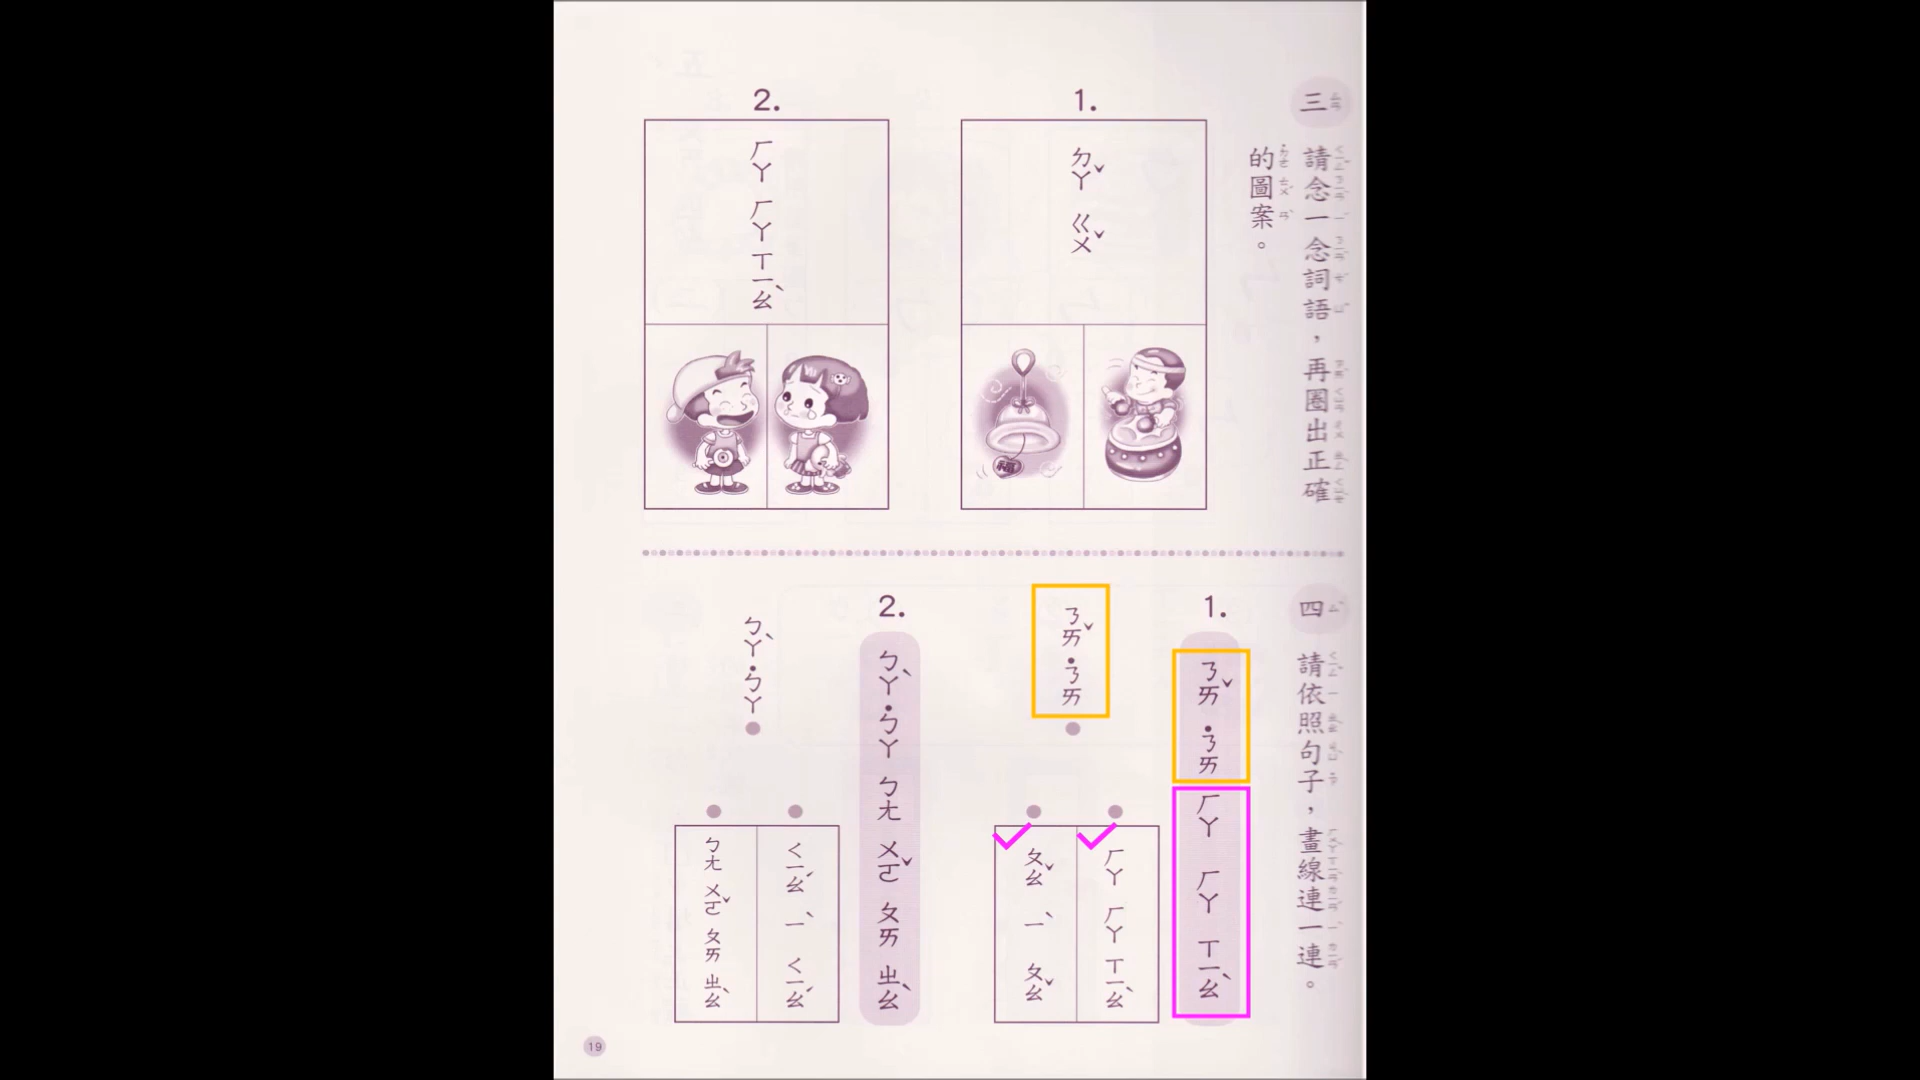 三
請念一念詞語，再圈出正確
的圖案。
1.
ㄉㄚˇ ㄍㄨˇ
福
2.
ㄏㄚ ㄏㄚ ㄒㄧㄠˋ
四
請依照句子，畫線連一連。
1.
ㄋㄞˇ ˙ㄋㄞ ㄏㄚ ㄏㄚ ㄒㄧㄠˋ
ㄋㄞˇ ˙ㄋㄞ
ㄏㄚ ㄏㄚ ㄒㄧㄠˋ
ㄆㄠˇ ㄧˋ ㄆㄠˇ
2.
ㄅㄚˋ ˙ㄅㄚ ㄅㄤ ㄨㄛˇ ㄆㄞ ㄓㄠˋ
ㄅㄚˋ ˙ㄅㄚ
ㄑㄧㄠˊ ㄧˋ ㄑㄧㄠˊ
ㄅㄤ ㄨㄛˇ ㄆㄞ ㄓㄠˋ
19